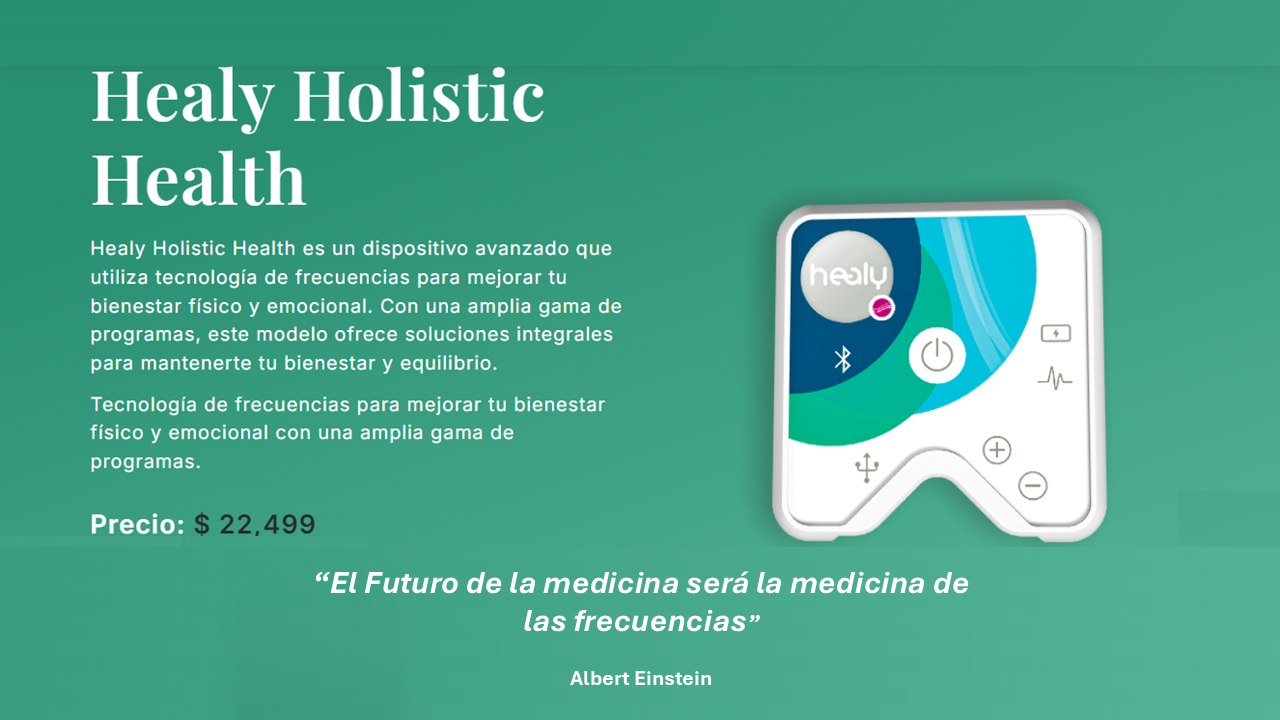 Healy Holistic
Health
Healy Holistic Health es un dispositivo avanzado que
utiliza tecnología de frecuencias para mejorar tu
bienestar físico y emocional. Con una amplia gama de
programas, este modelo ofrece soluciones integrales
para mantenerte tu bienestar y equilibrio.
Tecnología de frecuencias para mejorar tu bienestar
físico y emocional con una amplia gama de
programas.
Precio: $ 22,499
healy
“El Futuro de la medicina será la medicina de
las frecuencias”
Albert Einstein